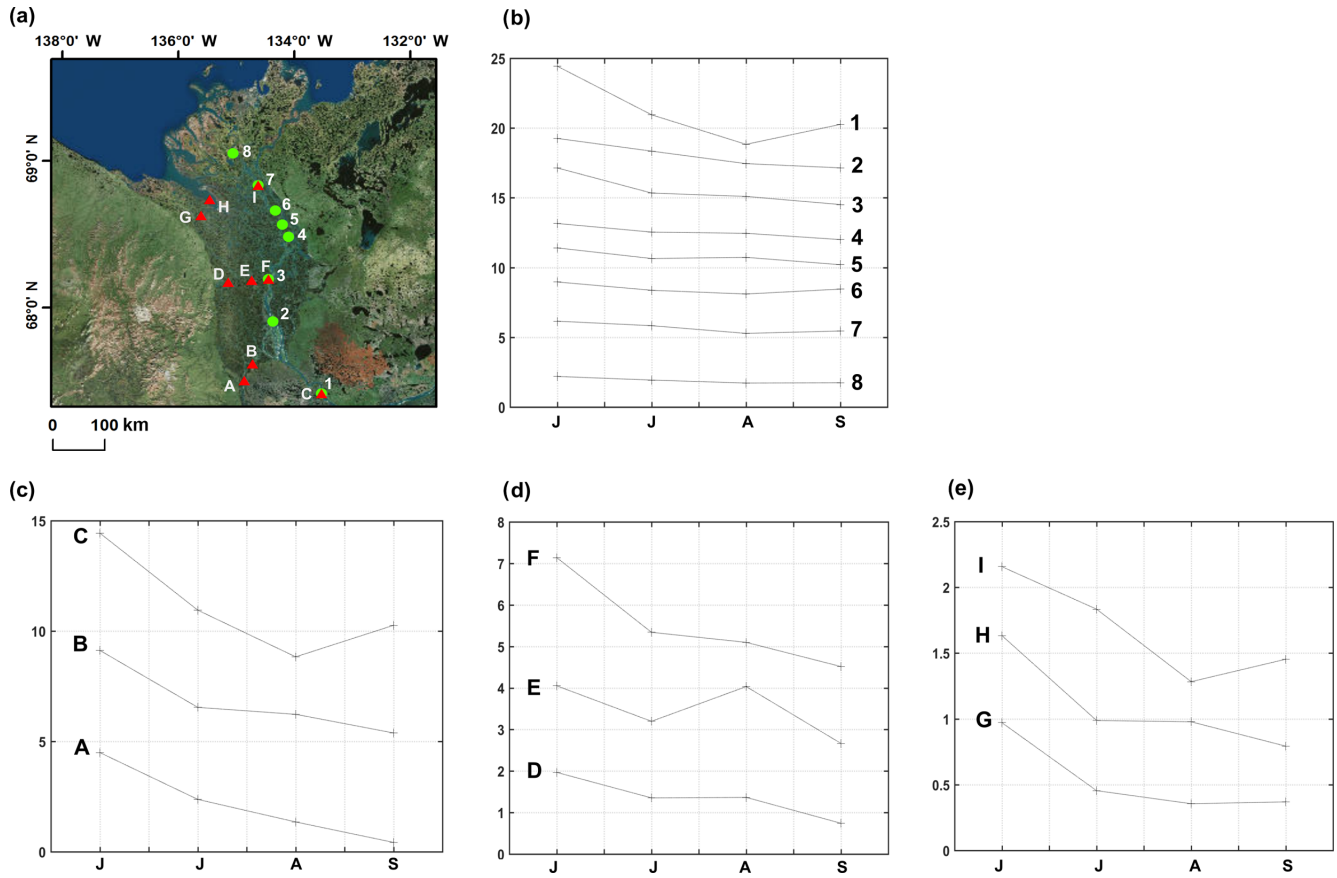 (a)
138°0' W 136°0' W 134°0' W 132°0' W
69°0' N
68°0' N
8
7
I
H
G
6
5
4
D E F 3
2
B
A
C 1
0 100 km
(b)
25
20
15
10
5
0
1
2
3
4
5
6
7
8
J J A S
(c)
15
10
5
0
C
B
A
J J A S
(d)
8
7
6
5
4
3
2
1
0
F
E
D
J J A S
(e)
2.5
2
1.5
1
0.5
0
I
H
G
J J A S